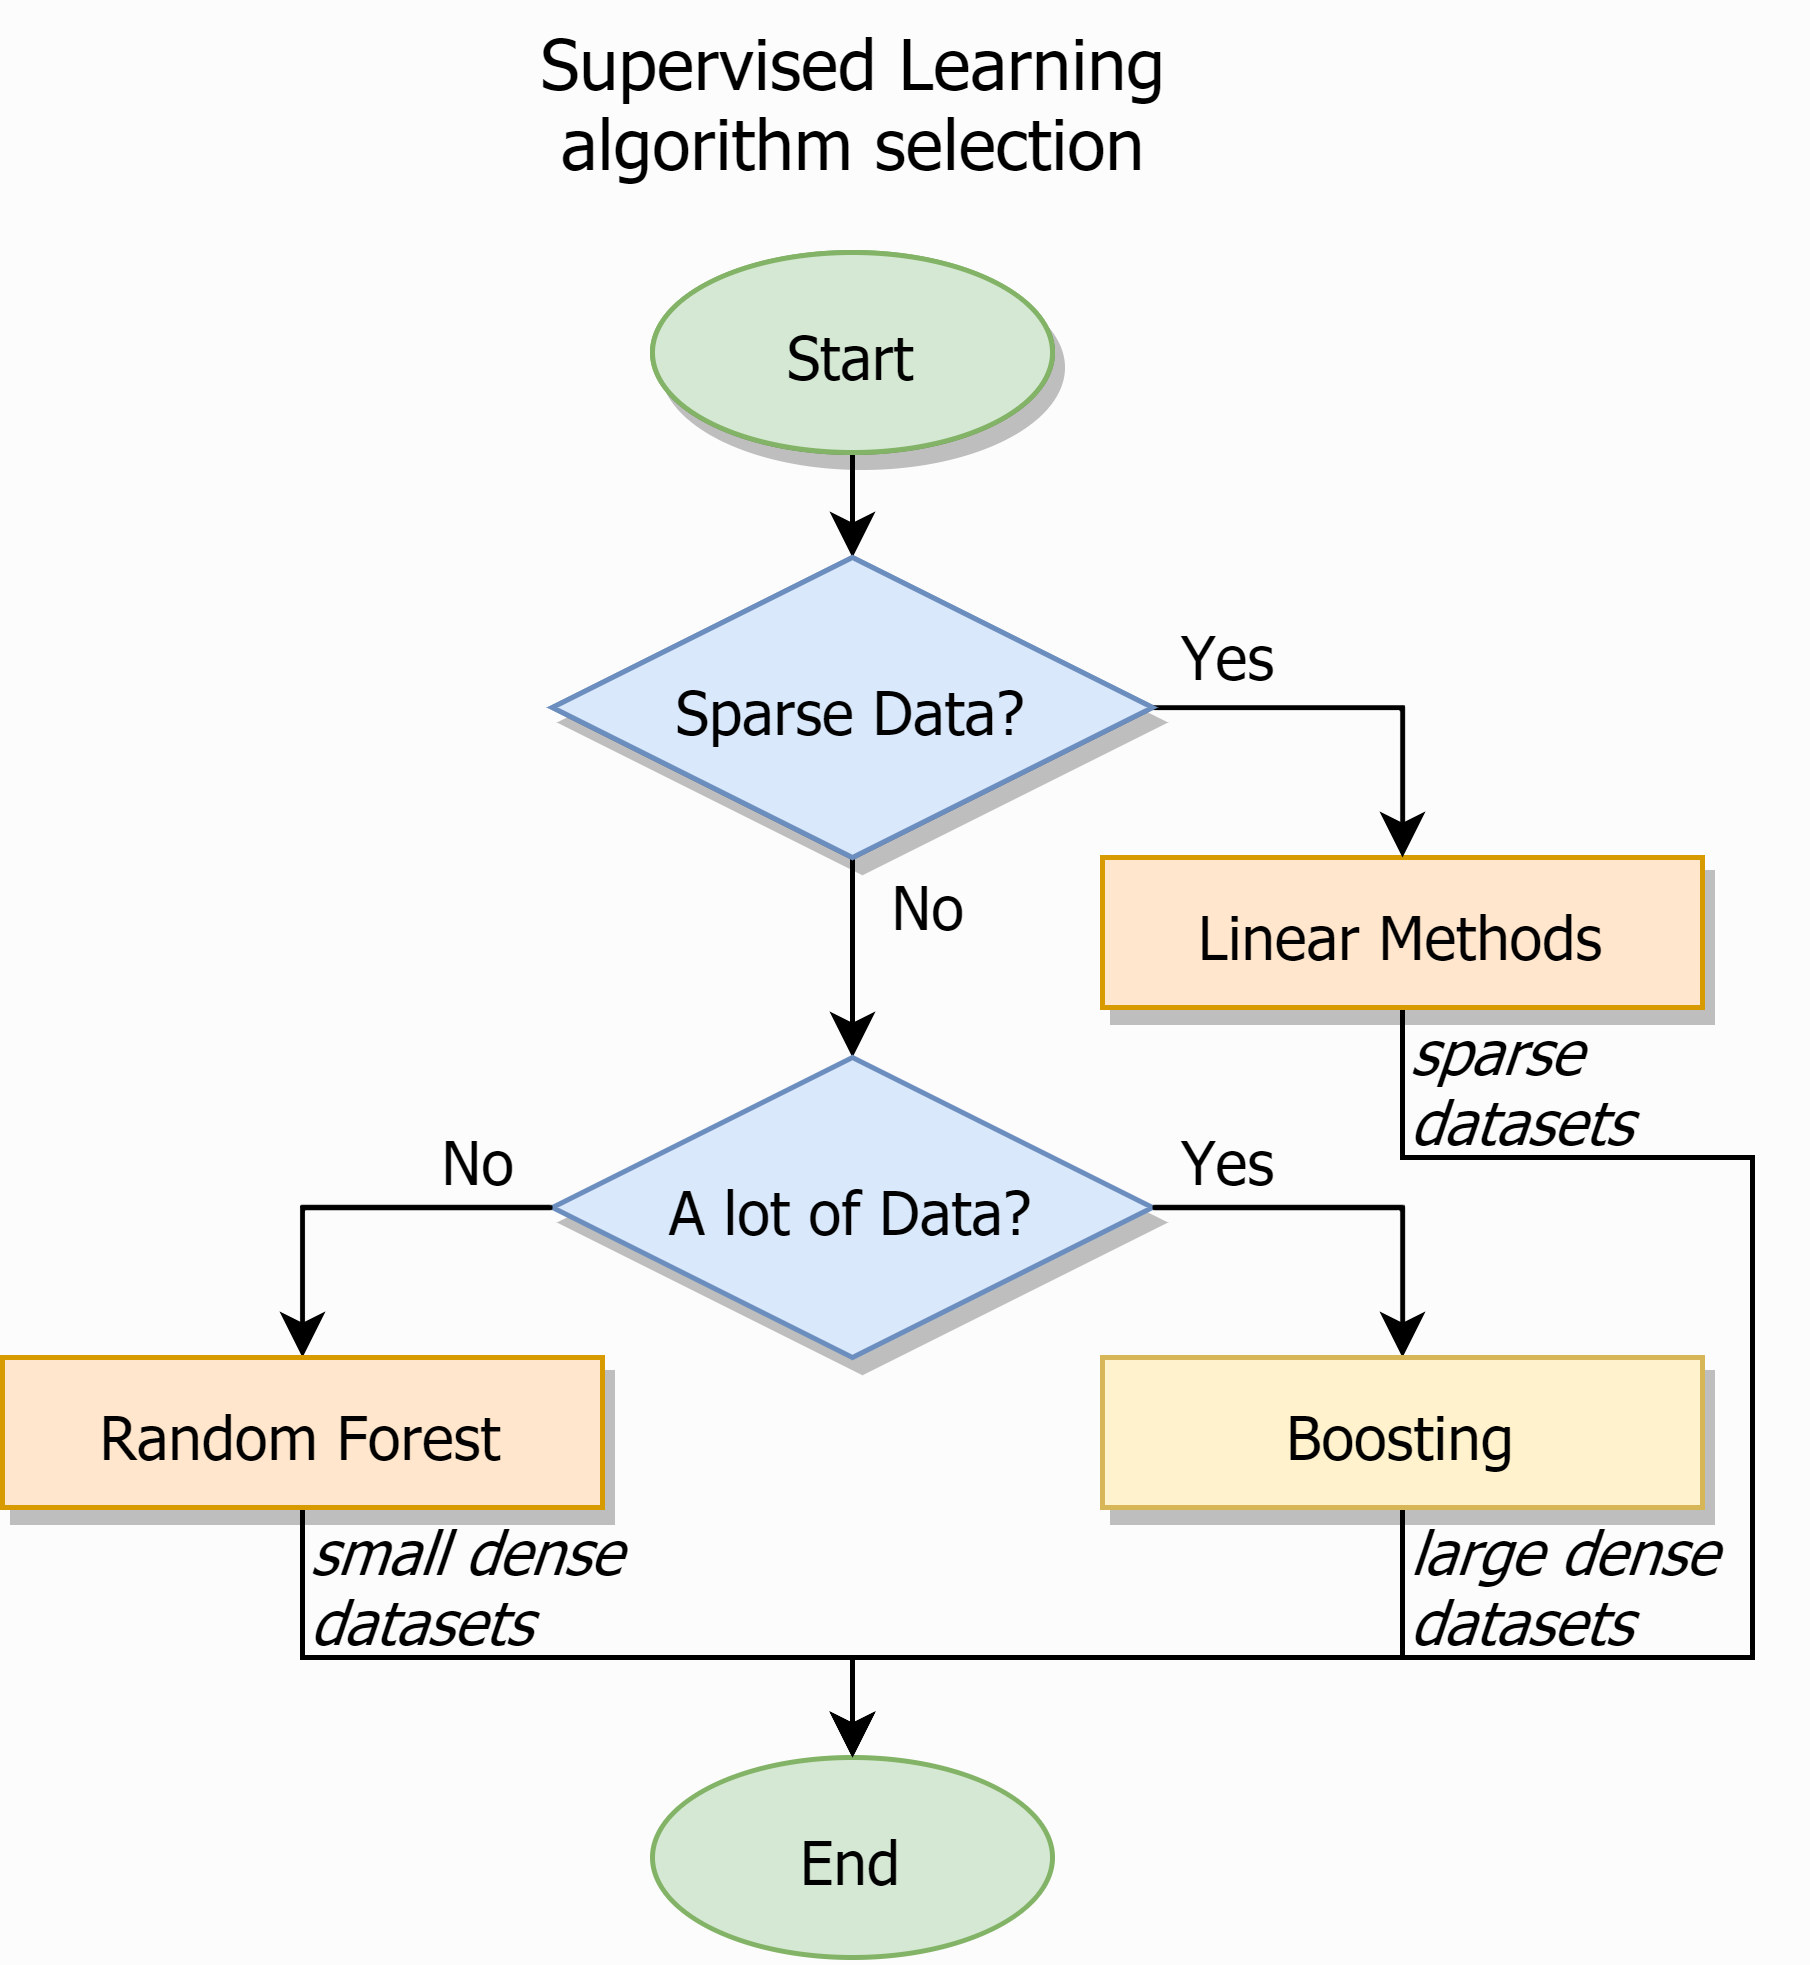 Supervised Learning
algorithm selection
Start
Sparse Data?
Yes
No
Linear Methods
sparse
datasets
No
A lot of Data?
Yes
Random Forest
Boosting
small dense
datasets
large dense
datasets
End